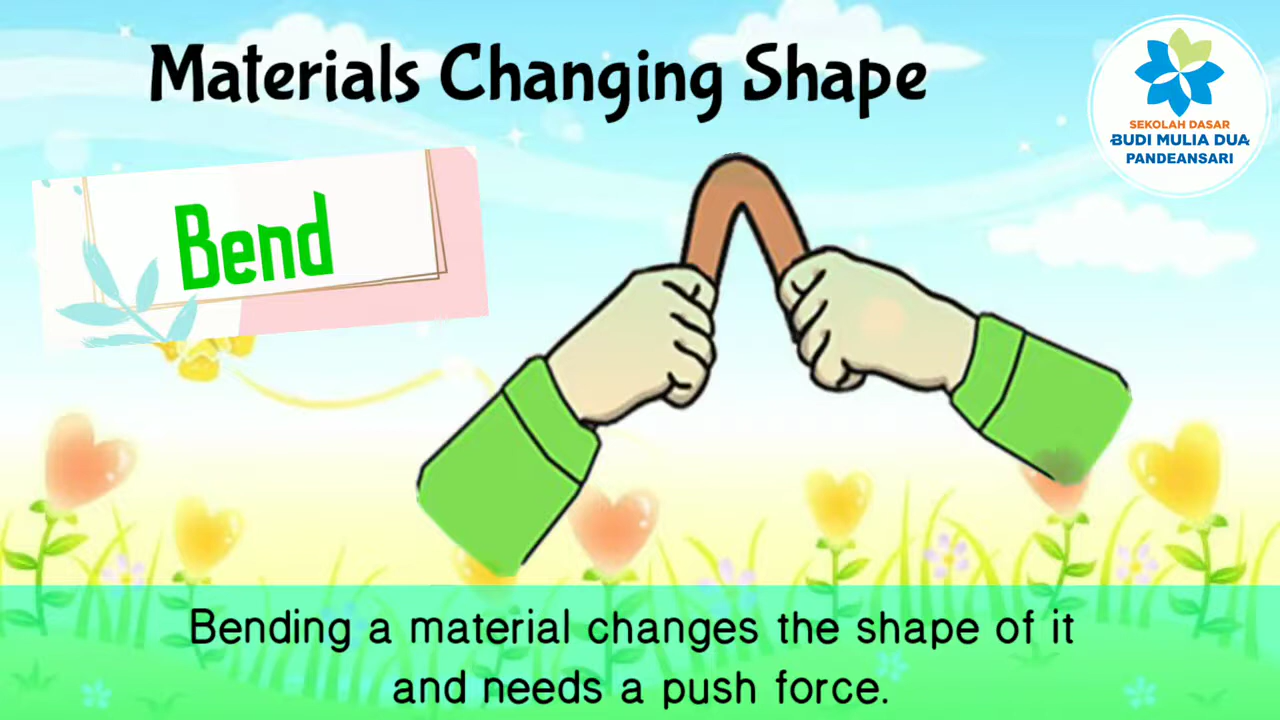 Materials Changing Shape
SEKOLAH DASAR
BUDI MULIA DUA
PANDEANSARI
Bend
Bending a material changes the shape of it
and needs a push force.